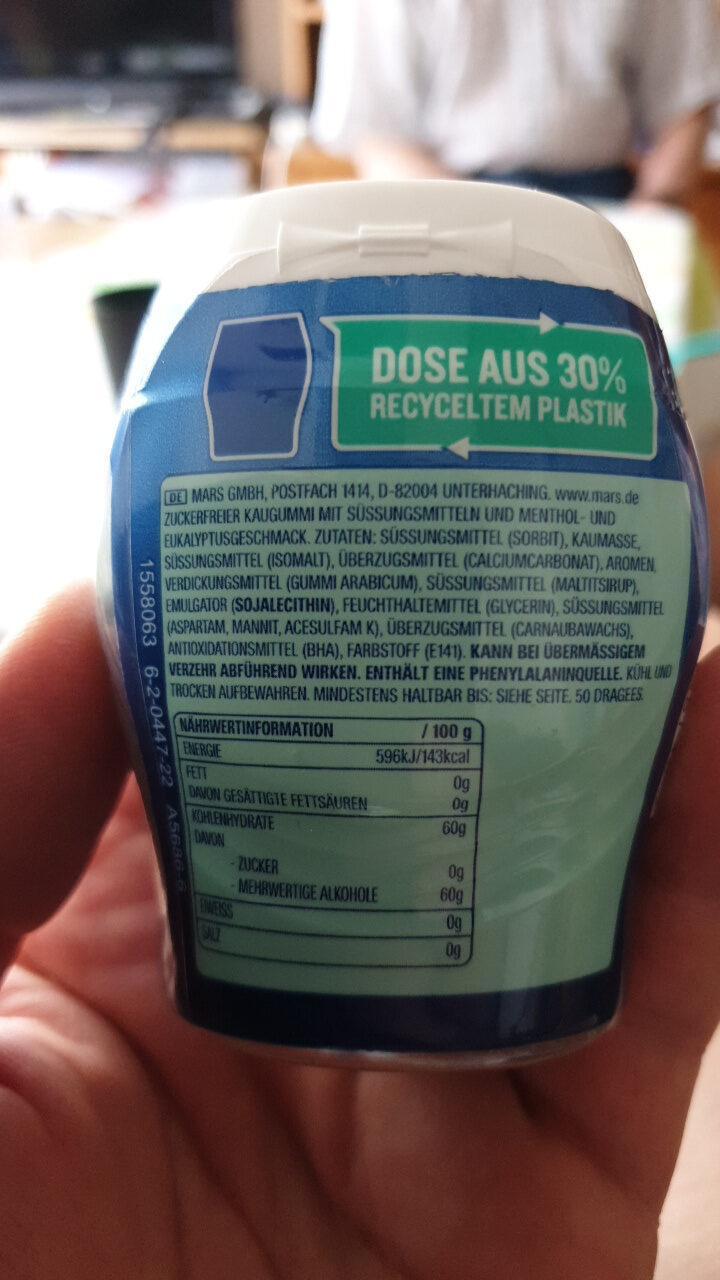 DOSE AUS 30%
RECYCELTEM PLASTIK
DE MARS GMBH, POSTFACH 1414, D-82004 UNTERHACHING. www.mars.de
ZUCKERFREIER KAUGUMMI MIT SÜSSUNGSMITTELN UND MENTHOL- UND
EUKALYPTUSGESCHMACK. ZUTATEN: SÜSSUNGSMITTEL (SORBIT), KAUMASSE,
SÜSSUNGSMITTEL (ISOMALT), ÜBERZUGSMITTEL (CALCIUMCARBONAT), AROMEN,
VERDICKUNGSMITTEL (GUMMI ARABICUM), SÜSSUNGSMITTEL (MALTITSIRUP),
EMULGATOR (SOJALECITHIN), FEUCHTHALTEMITTEL (GLYCERIN), SÜSSUNGSMITTEL
(ASPARTAM, MANNIT, ACESULFAM K), ÜBERZUGSMITTEL (CARNAUBAWACHS),
ANTIOXIDATIONSMITTEL (BHA), FARBSTOFF (E141). KANN BEI ÜBERMÄSSIGEM
VERZEHR ABFÜHREND WIRKEN. ENTHÄLT EINE PHENYLALANINQUELLE. KÜHL UND
TROCKEN AUFBEWAHREN. MINDESTENS HALTBAR BIS: SIEHE SEITE. 50 DRAGEES.
NÄHRWERTINFORMATION / 100 g
ENERGIE 596kJ/143kcal
FETT 0g
DAVON GESÄTTIGTE FETTSÄUREN 0g
KOHLENHYDRATE 60g
DAVON
- ZUCKER 0g
- MEHRWERTIGE ALKOHOLE 60g
EIWEISS 0g
SALZ 0g
1558063 6-2-0447-22